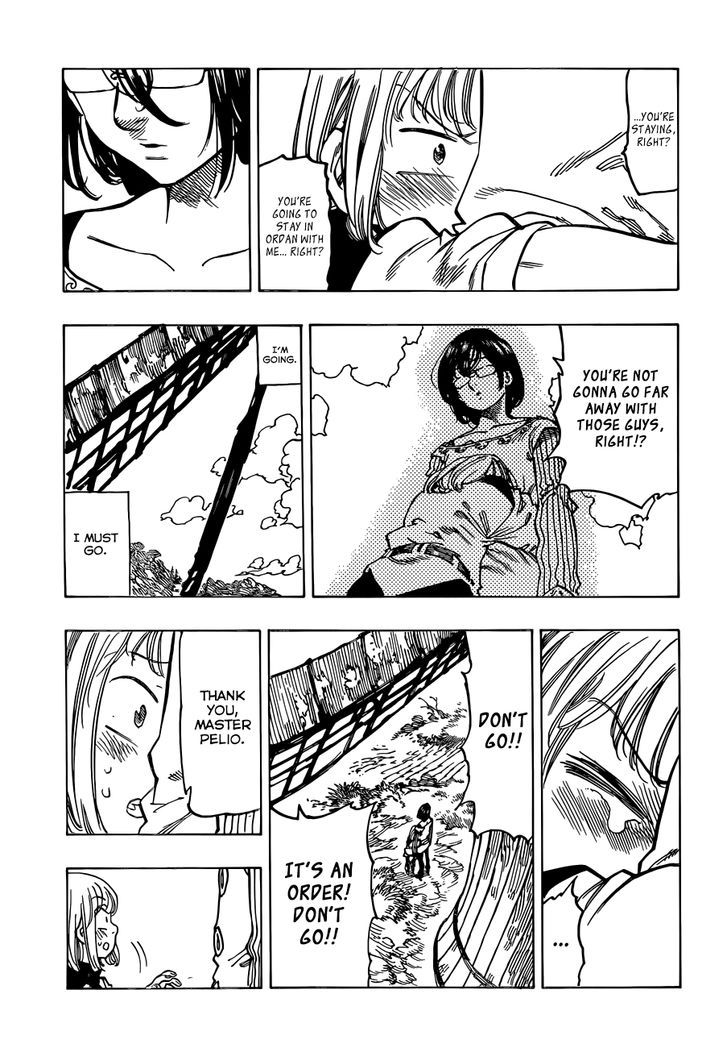 ...YOU'RE
STAYING,
RIGHT?
YOU'RE
GOING TO
STAY IN
ORDAN WITH
ME... RIGHT?
YOU'RE NOT
GONNA GO FAR
AWAY WITH
THOSE GUYS,
RIGHT!?
I'M
GOING.
I MUST
GO.
...
DON'T
GO!!
IT'S AN
ORDER!
DON'T
GO!!
THANK
YOU,
MASTER
PELIO.